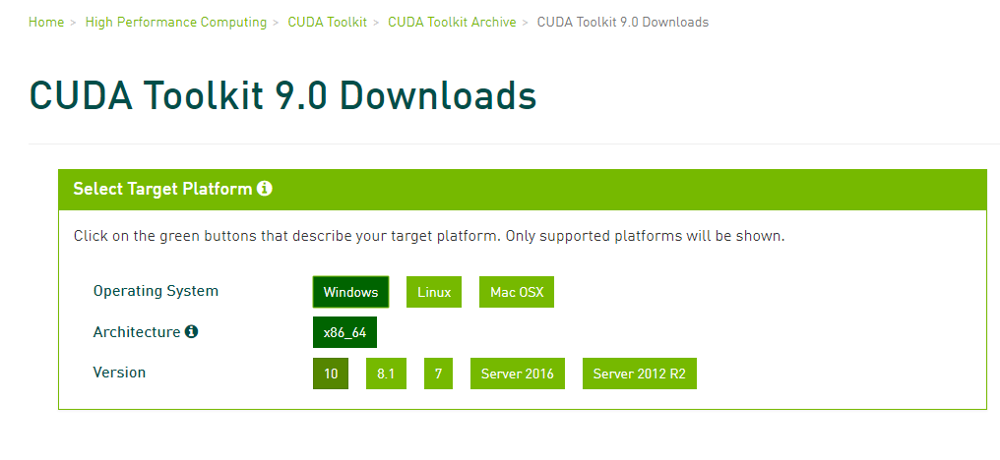 Home > High Performance Computing > CUDA Toolkit > CUDA Toolkit Archive > CUDA Toolkit 9.0 Downloads
CUDA Toolkit 9.0 Downloads
Select Target Platform
Click on the green buttons that describe your target platform. Only supported platforms will be shown.
Operating System Windows Linux Mac OSX
Architecture x86_64
Version 10 8.1 7 Server 2016 Server 2012 R2